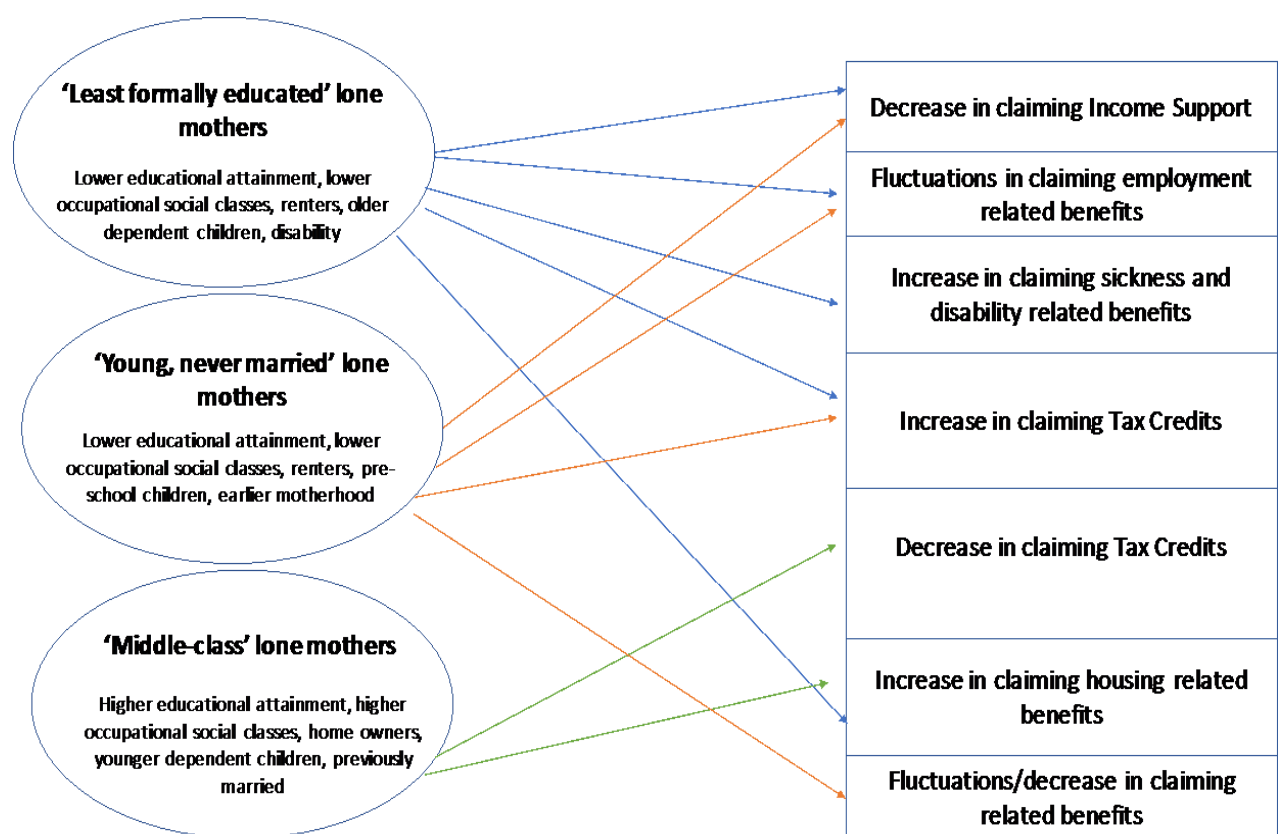 ‘Least formally educated’ lone
mothers
Lower educational attainment, lower
occupational social classes, renters, older
dependent children, disability
‘Young, never married’ lone
mothers
Lower educational attainment, lower
occupational social classes, renters, pre-
school children, earlier motherhood
‘Middle-class’ lone mothers
Higher educational attainment, higher
occupational social classes, home owners,
younger dependent children, previously
married
Decrease in claiming Income Support
Fluctuations in claiming employment
related benefits
Increase in claiming sickness and
disability related benefits
Increase in claiming Tax Credits
Decrease in claiming Tax Credits
Increase in claiming housing related
benefits
Fluctuations/decrease in claiming
related benefits